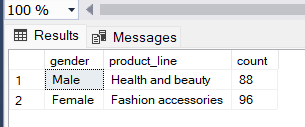 100 %
Results Messages
gender product_line count
1 Male Health and beauty 88
2 Female Fashion accessories 96